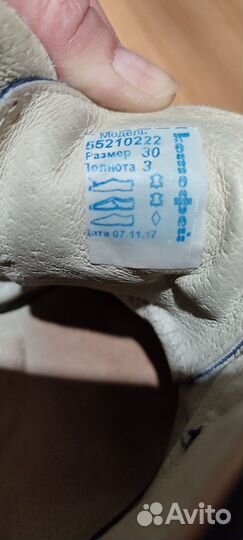 Модель
55210222
Размер 30
Полнота 3
Дата 07.11.17
Avito